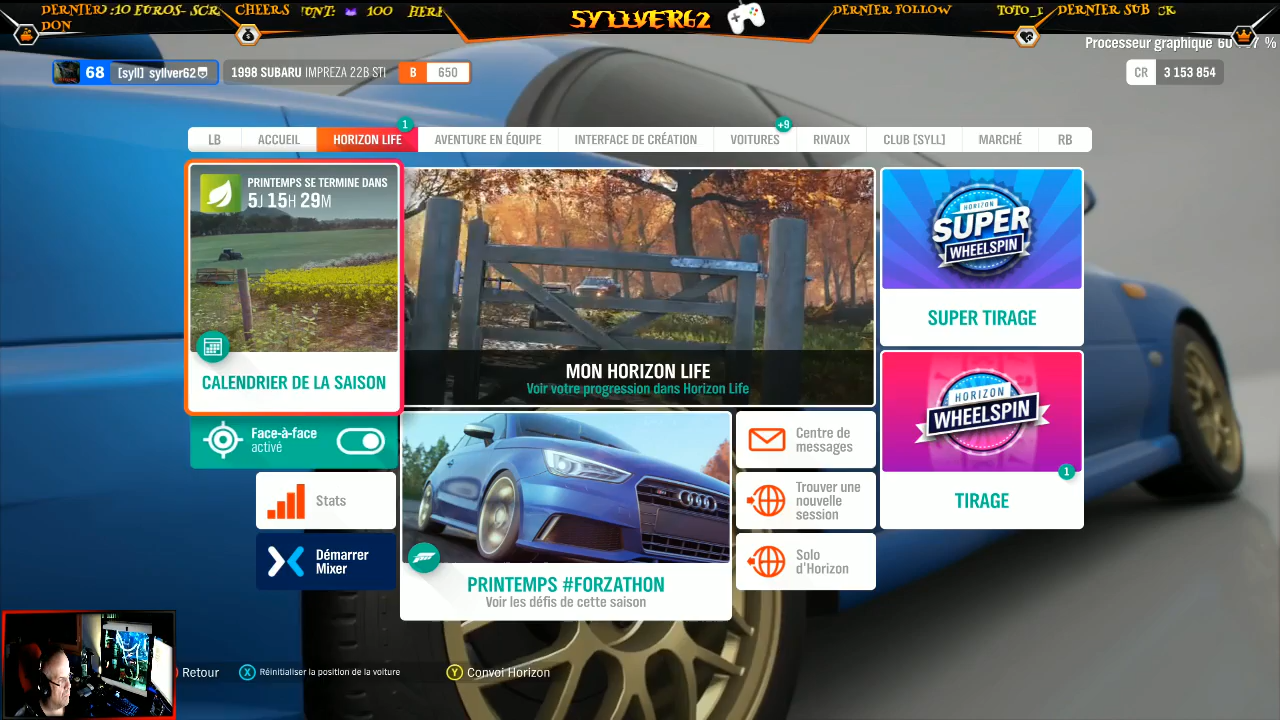 DERNIER :10 EUROS- SCR
DON
CHEERS
100
SYLLVER62
DERNIER FOLLOW
DERNIER SUB
Processeur graphique 60 %
68 [syll] syllver62
1998 SUBARU IMPREZA 22B STI
B 650
CR 3 153 854
LB
ACCUEIL
HORIZON LIFE
1
AVENTURE EN ÉQUIPE
INTERFACE DE CRÉATION
VOITURES
+9
RIVAUX
CLUB [SYLL]
MARCHÉ
RB
PRINTEMPS SE TERMINE DANS
5J 15H 29M
CALENDRIER DE LA SAISON
MON HORIZON LIFE
Voir votre progression dans Horizon Life
HORIZON
SUPER
WHEELSPIN
SUPER TIRAGE
HORIZON
WHEELSPIN
1
TIRAGE
Face-à-face
activé
Stats
Démarrer
Mixer
PRINTEMPS #FORZATHON
Voir les défis de cette saison
Centre de
messages
Trouver une
nouvelle
session
Solo
d'Horizon
Retour
X Réinitialiser la position de la voiture
Y Convoi Horizon